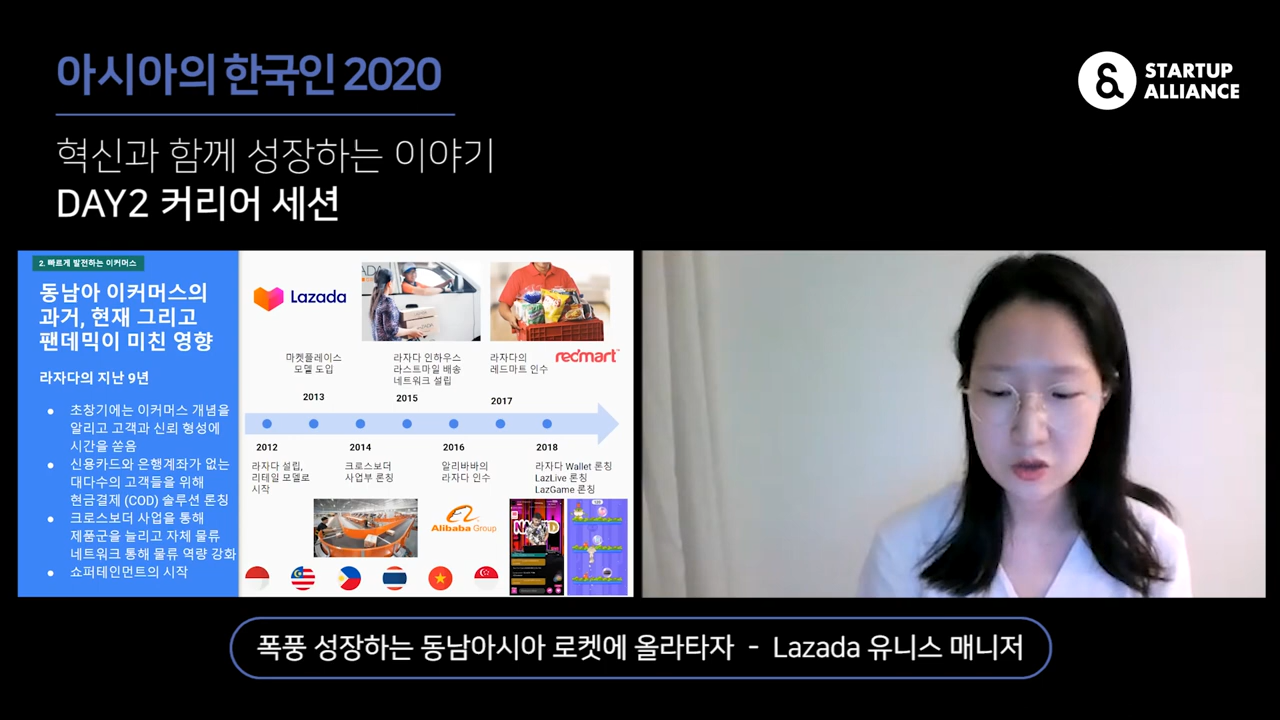 아시아의 한국인 2020
STARTUP
ALLIANCE
혁신과 함께 성장하는 이야기
DAY2 커리어 세션
2. 빠르게 발전하는 이커머스
동남아 이커머스의
과거, 현재 그리고
팬데믹이 미친 영향
라자다의 지난 9년
● 초창기에는 이커머스 개념을
알리고 고객과 신뢰 형성에
시간을 쏟음
● 신용카드와 은행계좌가 없는
대다수의 고객들을 위해
현금결제 (COD) 솔루션 론칭
● 크로스보더 사업을 통해
제품군을 늘리고 자체 물류
네트워크 통해 물류 역량 강화
● 쇼퍼테인먼트의 시작
Lazada
마켓플레이스
모델 도입
2013
라자다 인하우스
라스트마일 배송
네트워크 설립
2015
라자다의
레드마트 인수
redmart
2017
2012
라자다 설립,
리테일 모델로
시작
2014
크로스보더
사업부 론칭
2016
알리바바의
라자다 인수
Alibaba Group
2018
라자다 Wallet 론칭
LazLive 론칭
LazGame 론칭
폭풍 성장하는 동남아시아 로켓에 올라타자 - Lazada 유니스 매니저